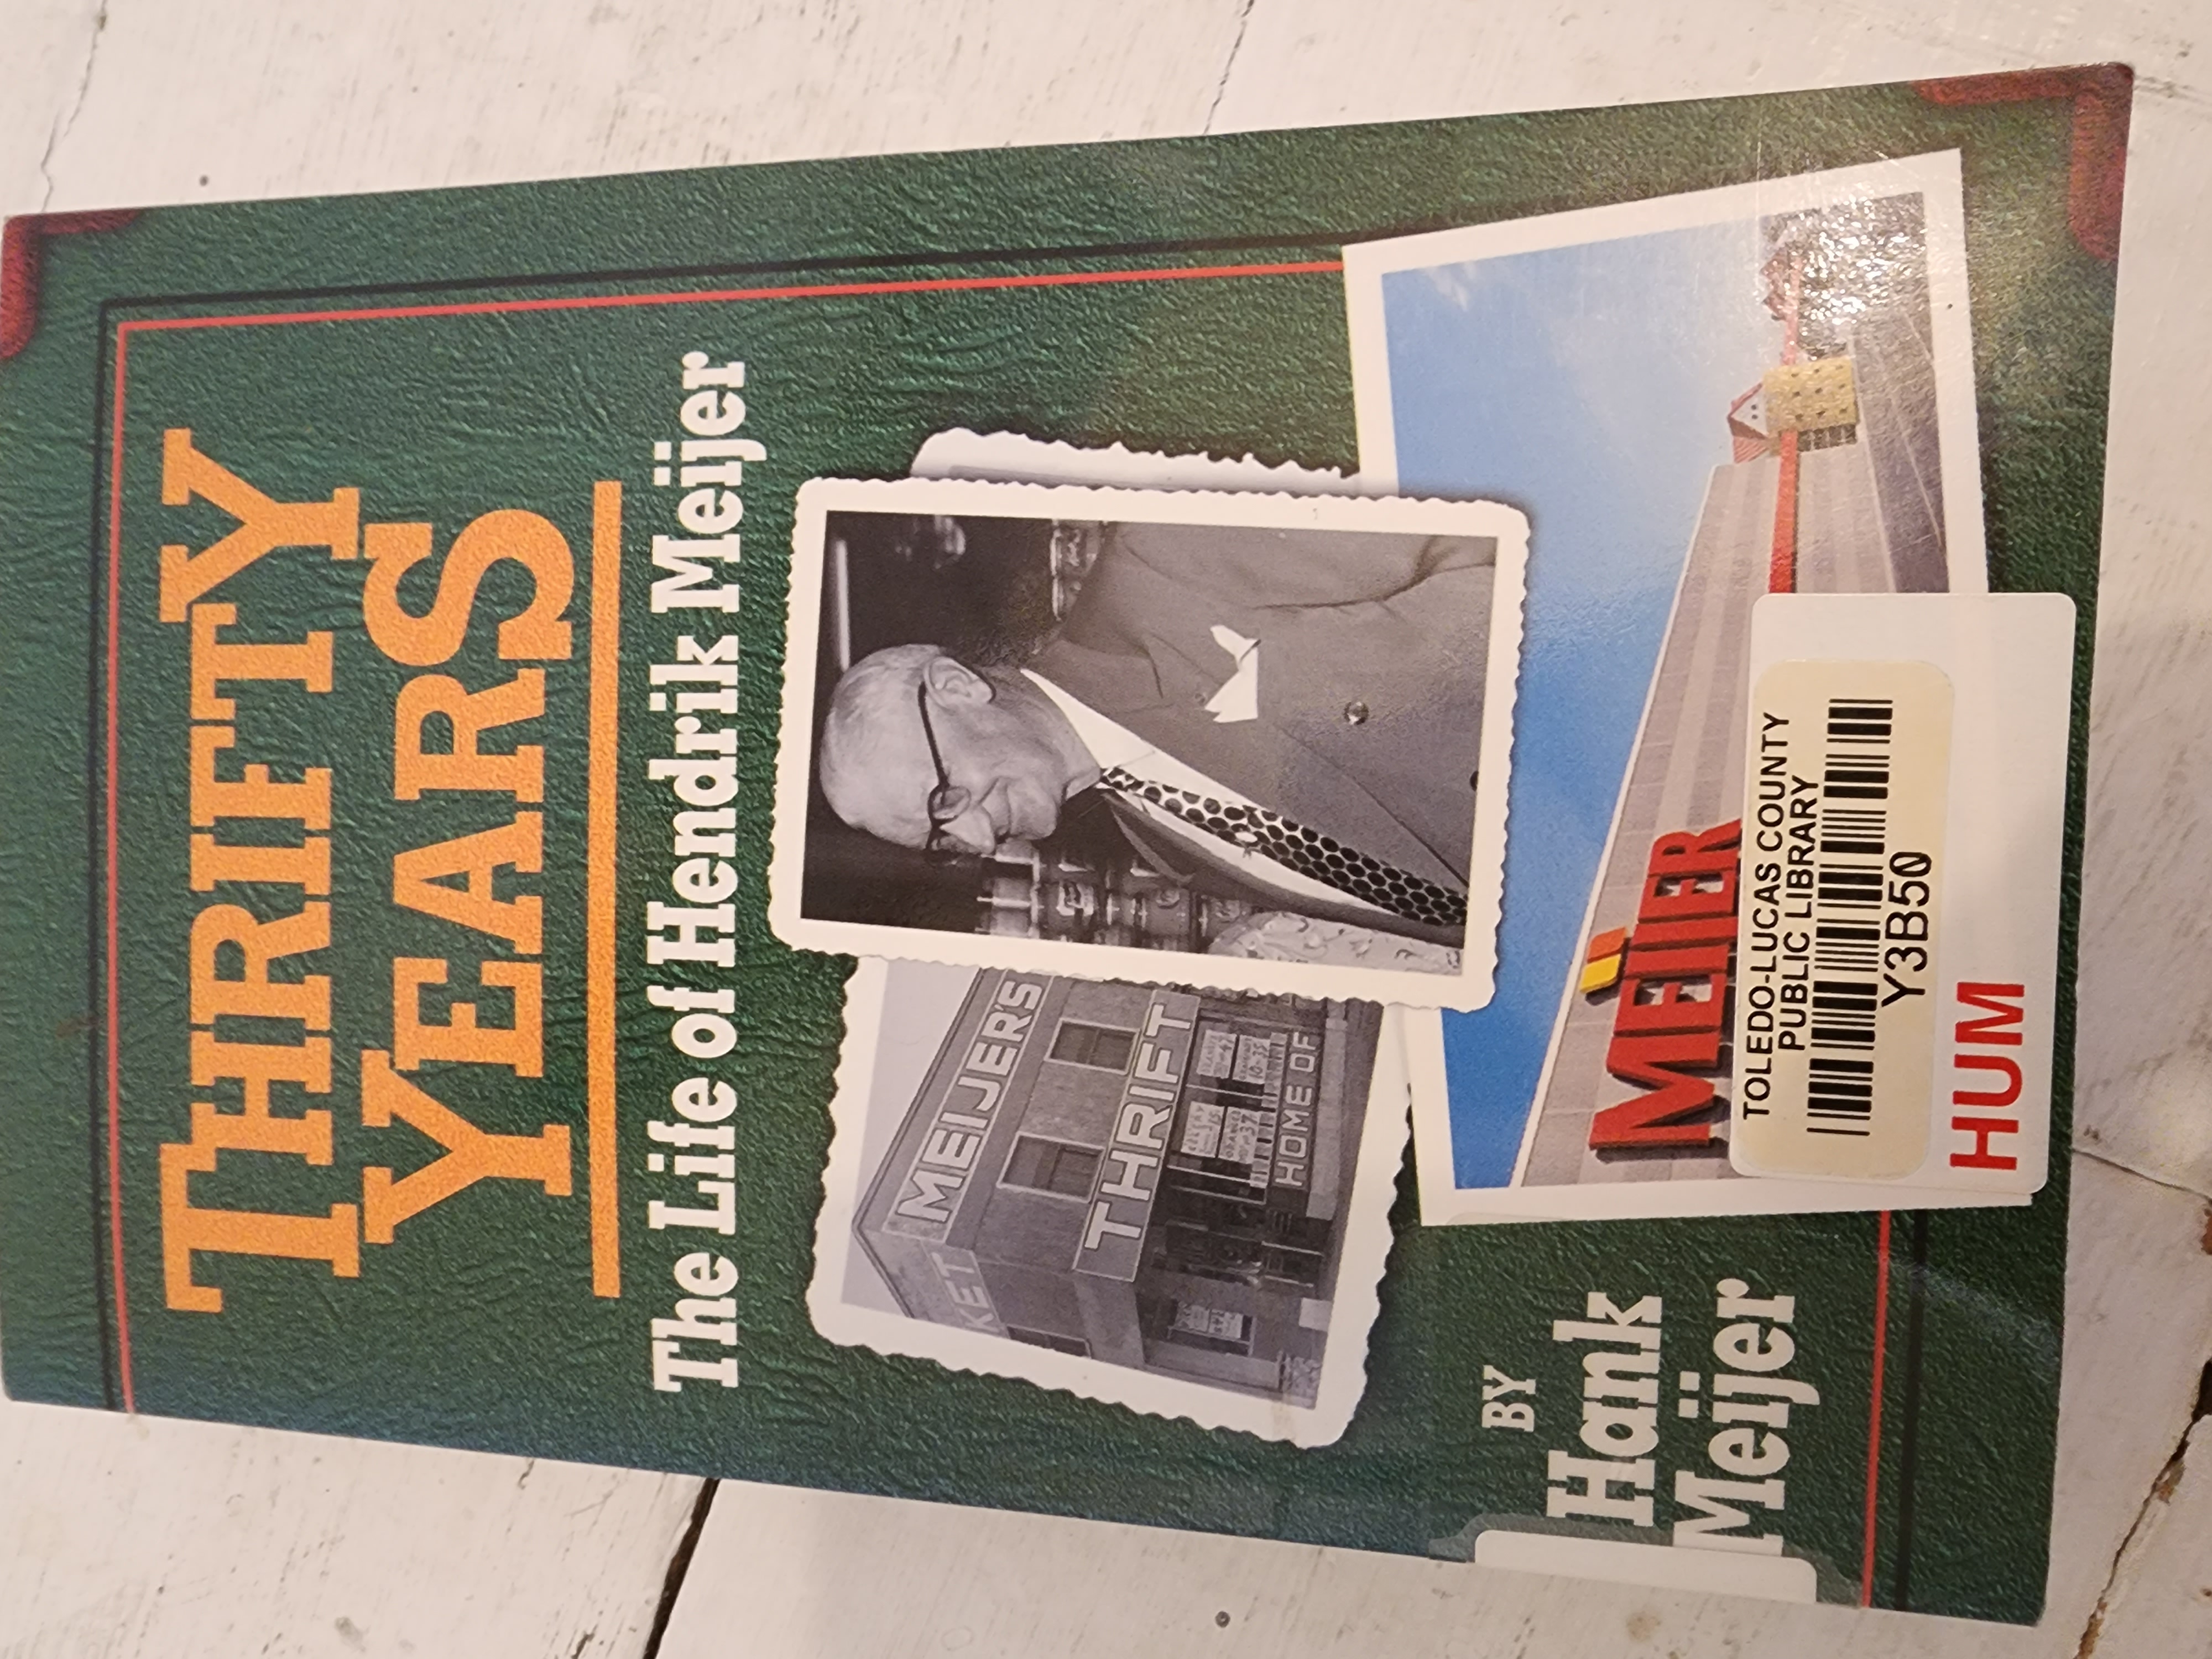 THRIFTY
YEARS
The Life of Hendrik Meijer
MEIJERS
KET
THRIFT
HOME OF
MEIJER
BY
Hank
Meijer
TOLEDO-LUCAS COUNTY
PUBLIC LIBRARY
Y3B50
HUM